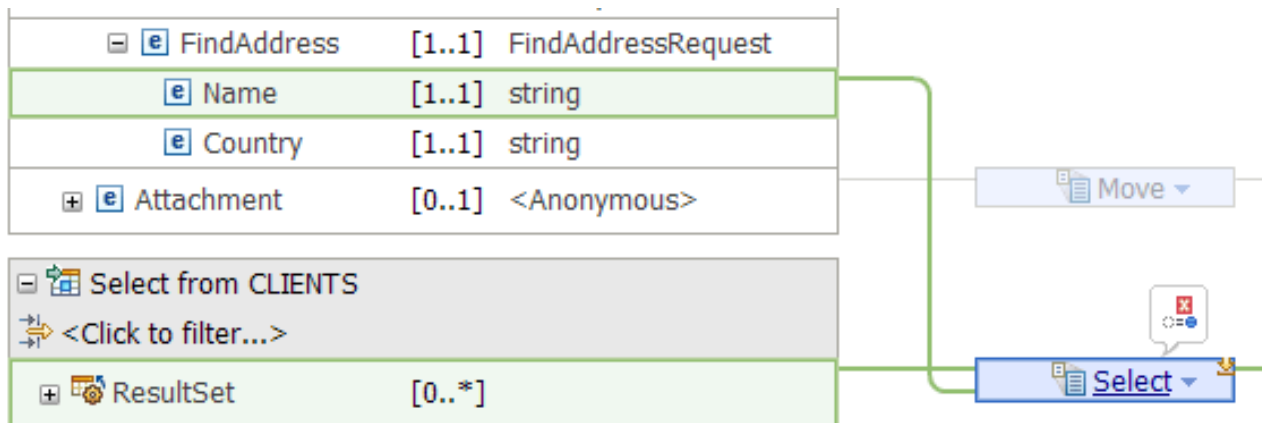 FindAddress [1..1] FindAddressRequest
Name [1..1] string
Country [1..1] string
Attachment [0..1] <Anonymous>
Move
Select from CLIENTS
<Click to filter...>
ResultSet [0..*]
Select